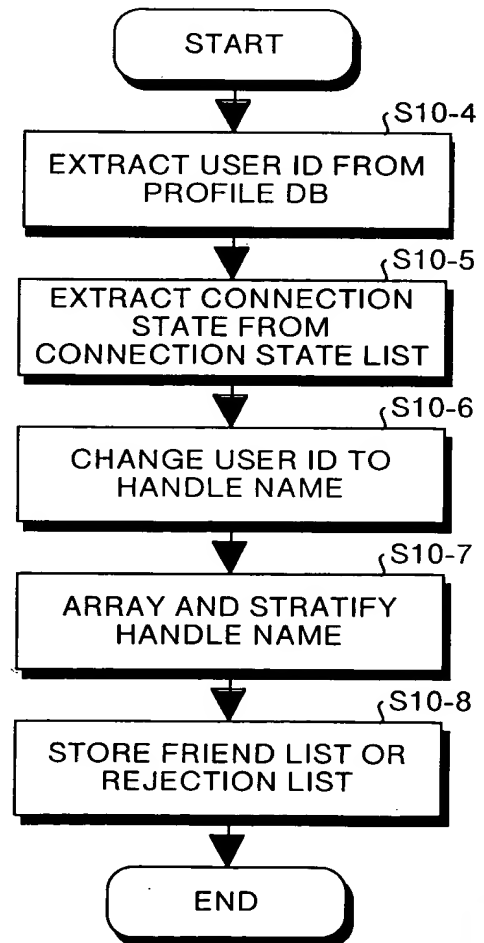 START
S10-4
EXTRACT USER ID FROM
PROFILE DB
S10-5
EXTRACT CONNECTION
STATE FROM
CONNECTION STATE LIST
S10-6
CHANGE USER ID TO
HANDLE NAME
S10-7
ARRAY AND STRATIFY
HANDLE NAME
S10-8
STORE FRIEND LIST OR
REJECTION LIST
END